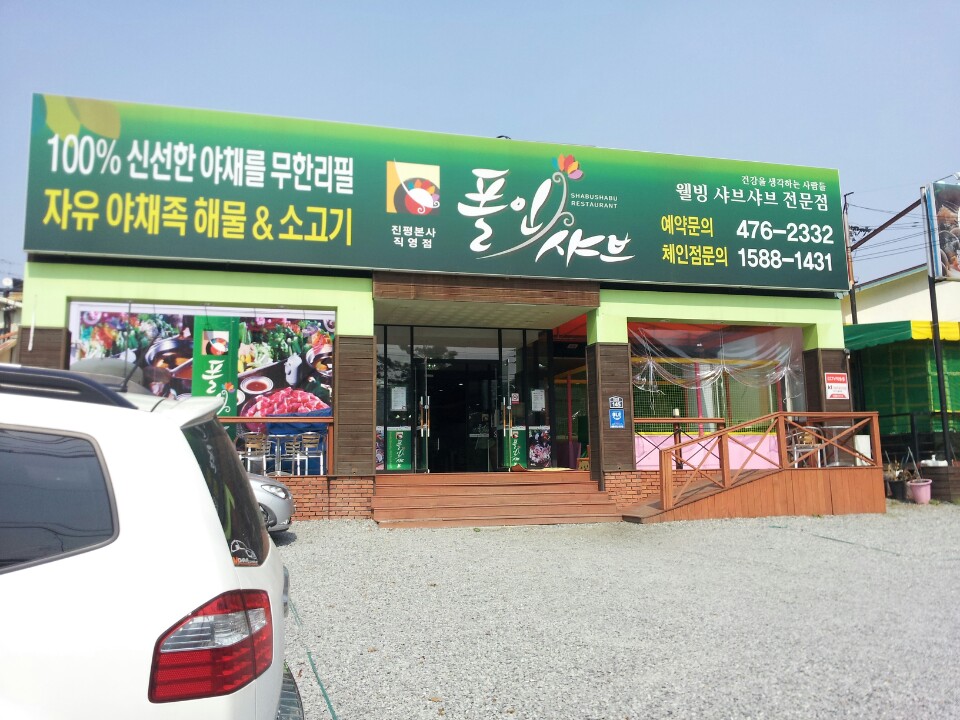 100% 신선한 야채를 무한리필
자유 야채족 해물 & 소고기
진평본사
직영점
풀인
샤브
SHABUSHABU
RESTAURANT
건강을 생각하는 사람들
웰빙 샤브샤브 전문점
예약문의 476-2332
체인점문의 1588-1431
145